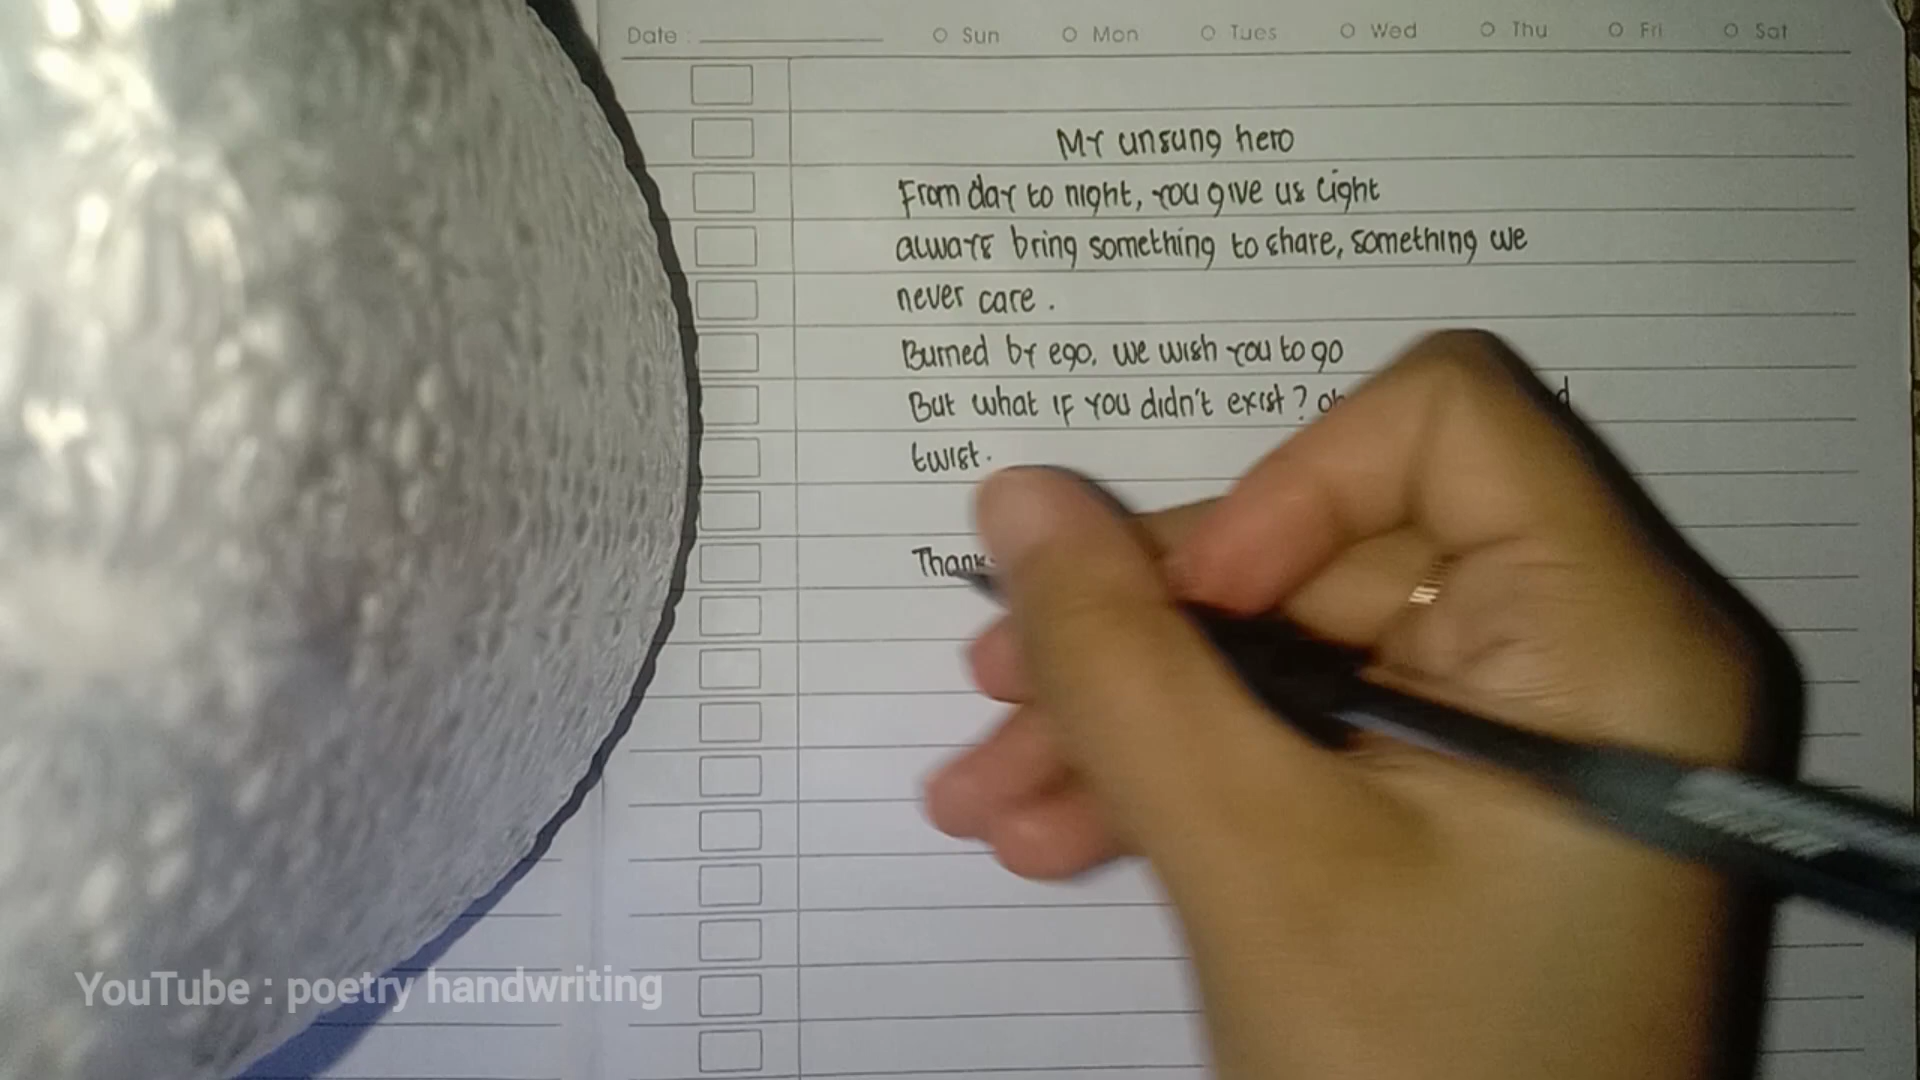 Date :
Sun Mon Tues Wed Thu Fri Sat
My unsung hero
From day to night, you give us light
always bring something to share, something we
never care .
Burned by ego, we wish you to go
But what if you didn't exist ?
twist.
Thank
YouTube : poetry handwriting